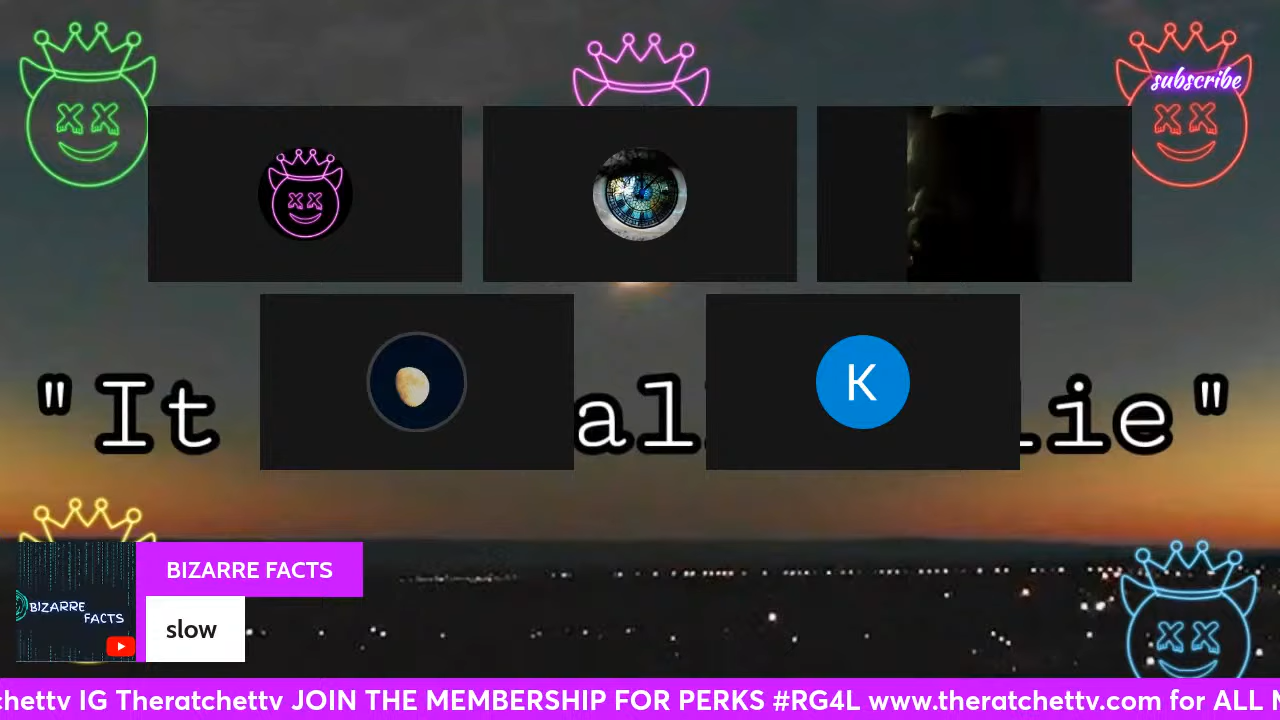 subscribe
"It al lie"
K
BIZARRE FACTS
BIZARRE
FACTS
slow
chettv IG Theratchettv JOIN THE MEMBERSHIP FOR PERKS #RG4L www.theratchettv.com for ALL